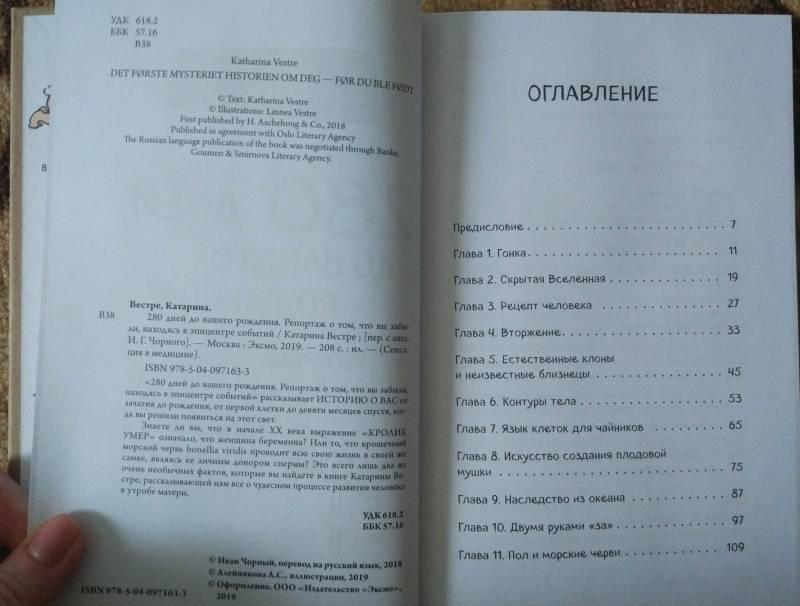 УДК 618.2
ББК 57.16
В38
Katharina Vestre
DET FØRSTE MYSTERIET HISTORIEN OM DEG — FØR DU BLE FØDT
© Text: Katharina Vestre
© Illustrations: Linnea Vestre
First published by H. Aschehoug & Co., 2018
Published in agreement with Oslo Literary Agency
The Russian language publication of the book was negotiated through Banke,
Goumen & Smirnova Literary Agency.
Вестре, Катарина.
В38 280 дней до вашего рождения. Репортаж о том, что вы забы-
ли, находясь в эпицентре событий / Катарина Вестре ; [пер. с англ.
И. Г. Чорного]. — Москва : Эксмо, 2019. — 208 с. : ил. — (Сенса-
ция в медицине).
ISBN 978-5-04-097163-3
«280 дней до вашего рождения. Репортаж о том, что вы забыли,
находясь в эпицентре событий» рассказывает ИСТОРИЮ О ВАС от
зачатия до рождения, от первой клетки до девяти месяцев спустя, ког-
да вы решили появиться на этот свет.
Знаете ли вы, что в начале XX века выражение «КРОЛИК
УМЕР» означало, что женщина беременна? Или то, что крошечный
морской червь bonellia viridis проводит всю свою жизнь в своей же
самке, являясь ее личным донором спермы? Это всего лишь два из
очень необычных фактов, которые вы найдете в книге Катарины Ве-
стре, рассказывающей нам все о чудесном процессе развития человека
в утробе матери.
УДК 618.2
ББК 57.16
© Иван Чорный, перевод на русский язык, 2018
© Алейникова А.С., иллюстрации, 2019
© Оформление. ООО «Издательство «Эксмо»,
2019
ISBN 978-5-04-097163-3
ОГЛАВЛЕНИЕ
Предисловие . . . . . . . . . . . . . . . . . . . . . . 7
Глава 1. Гонка . . . . . . . . . . . . . . . . . . . . . . 11
Глава 2. Скрытая Вселенная . . . . . . . . . . . . . 19
Глава 3. Рецепт человека . . . . . . . . . . . . . . 27
Глава 4. Вторжение . . . . . . . . . . . . . . . . . . 33
Глава 5. Естественные клоны
и неизвестные близнецы . . . . . . . . . . . . . . 45
Глава 6. Контуры тела . . . . . . . . . . . . . . . . 53
Глава 7. Язык клеток для чайников . . . . . . . . 65
Глава 8. Искусство создания плодовой
мушки . . . . . . . . . . . . . . . . . . . . . . . . . . 75
Глава 9. Наследство из океана . . . . . . . . . . . 87
Глава 10. Двумя руками «за» . . . . . . . . . . . . 97
Глава 11. Пол и морские черви . . . . . . . . . . . 109